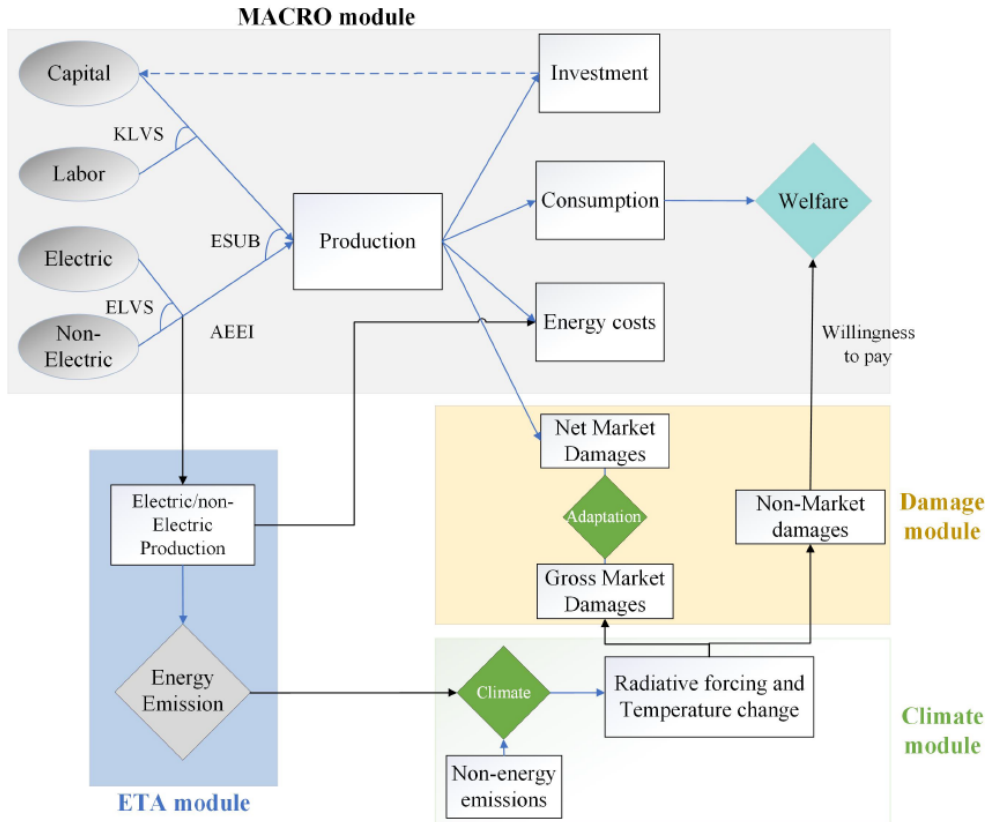 MACRO module
Capital
Investment
KLVS
Labor
Consumption
Welfare
ESUB
Production
Electric
ELVS
Energy costs
AEEI
Non-
Electric
Willingness
to pay
Net Market
Damages
Electric/non-
Electric
Production
Adaptation
Non-Market
damages
Damage
module
Gross Market
Damages
Energy
Emission
Climate
Radiative forcing and
Temperature change
Climate
module
Non-energy
emissions
ETA module